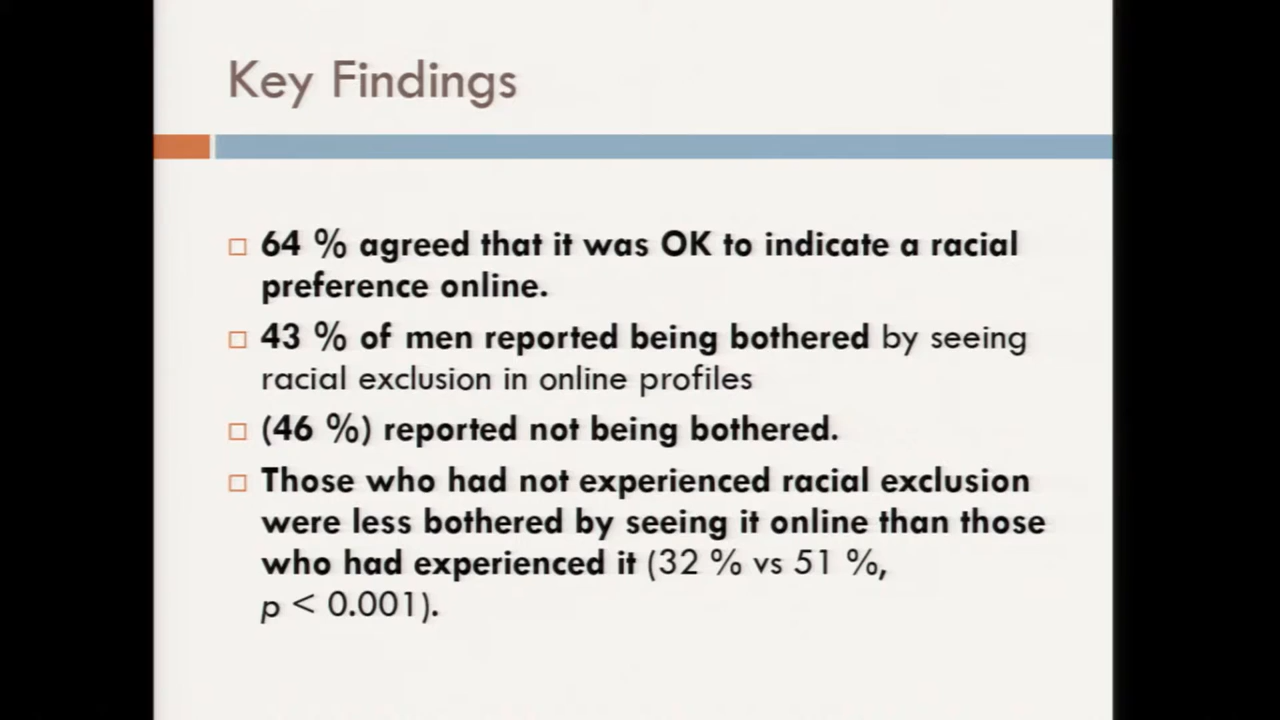 Key Findings
64 % agreed that it was OK to indicate a racial
preference online.
43 % of men reported being bothered by seeing
racial exclusion in online profiles
(46 %) reported not being bothered.
Those who had not experienced racial exclusion
were less bothered by seeing it online than those
who had experienced it (32 % vs 51 %,
p < 0.001).